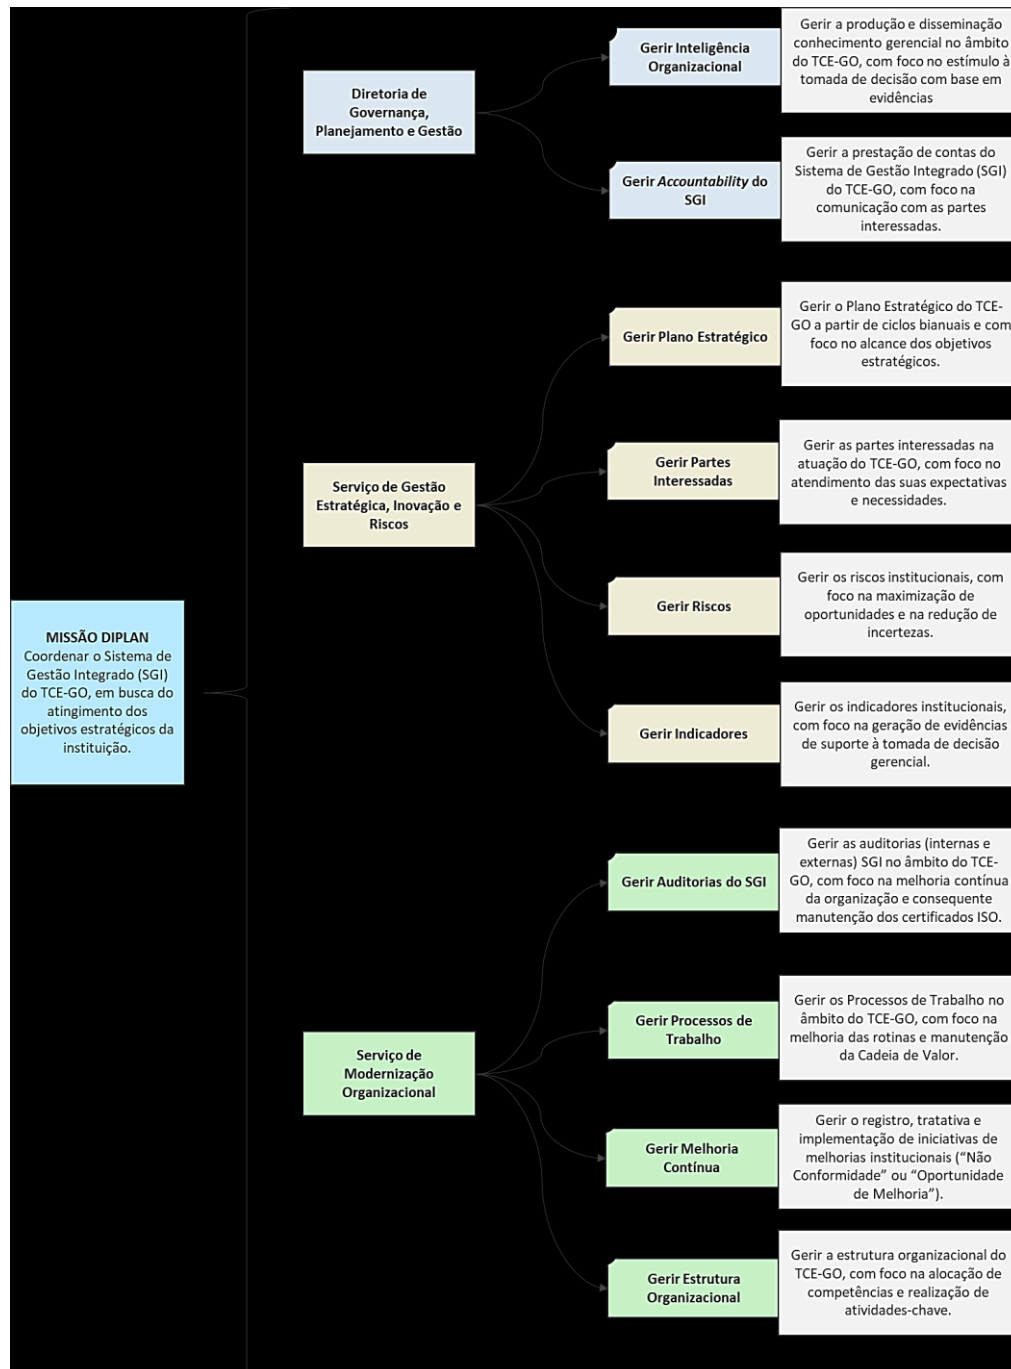 MISSÃO DIPLAN
Coordenar o Sistema de
Gestão Integrado (SGI)
do TCE-GO, em busca do
atingimento dos
objetivos estratégicos da
instituição.
Diretoria de
Governança,
Planejamento e Gestão
Gerir Inteligência
Organizacional
Gerir a produção e disseminação
conhecimento gerencial no âmbito
do TCE-GO, com foco no estímulo à
tomada de decisão com base em
evidências
Gerir Accountability do
SGI
Gerir a prestação de contas do
Sistema de Gestão Integrado (SGI)
do TCE-GO, com foco na
comunicação com as partes
interessadas.
Serviço de Gestão
Estratégica, Inovação e
Riscos
Gerir Plano Estratégico
Gerir o Plano Estratégico do TCE-
GO a partir de ciclos bianuais e com
foco no alcance dos objetivos
estratégicos.
Gerir Partes
Interessadas
Gerir as partes interessadas na
atuação do TCE-GO, com foco no
atendimento das suas expectativas
e necessidades.
Gerir Riscos
Gerir os riscos institucionais, com
foco na maximização de
oportunidades e na redução de
incertezas.
Gerir Indicadores
Gerir os indicadores institucionais,
com foco na geração de evidências
de suporte à tomada de decisão
gerencial.
Serviço de
Modernização
Organizacional
Gerir Auditorias do SGI
Gerir as auditorias (internas e
externas) SGI no âmbito do TCE-
GO, com foco na melhoria contínua
da organização e consequente
manutenção dos certificados ISO.
Gerir Processos de
Trabalho
Gerir os Processos de Trabalho no
âmbito do TCE-GO, com foco na
melhoria das rotinas e manutenção
da Cadeia de Valor.
Gerir Melhoria
Contínua
Gerir o registro, tratativa e
implementação de iniciativas de
melhorias institucionais (“Não
Conformidade” ou “Oportunidade
de Melhoria”).
Gerir Estrutura
Organizacional
Gerir a estrutura organizacional do
TCE-GO, com foco na alocação de
competências e realização de
atividades-chave.